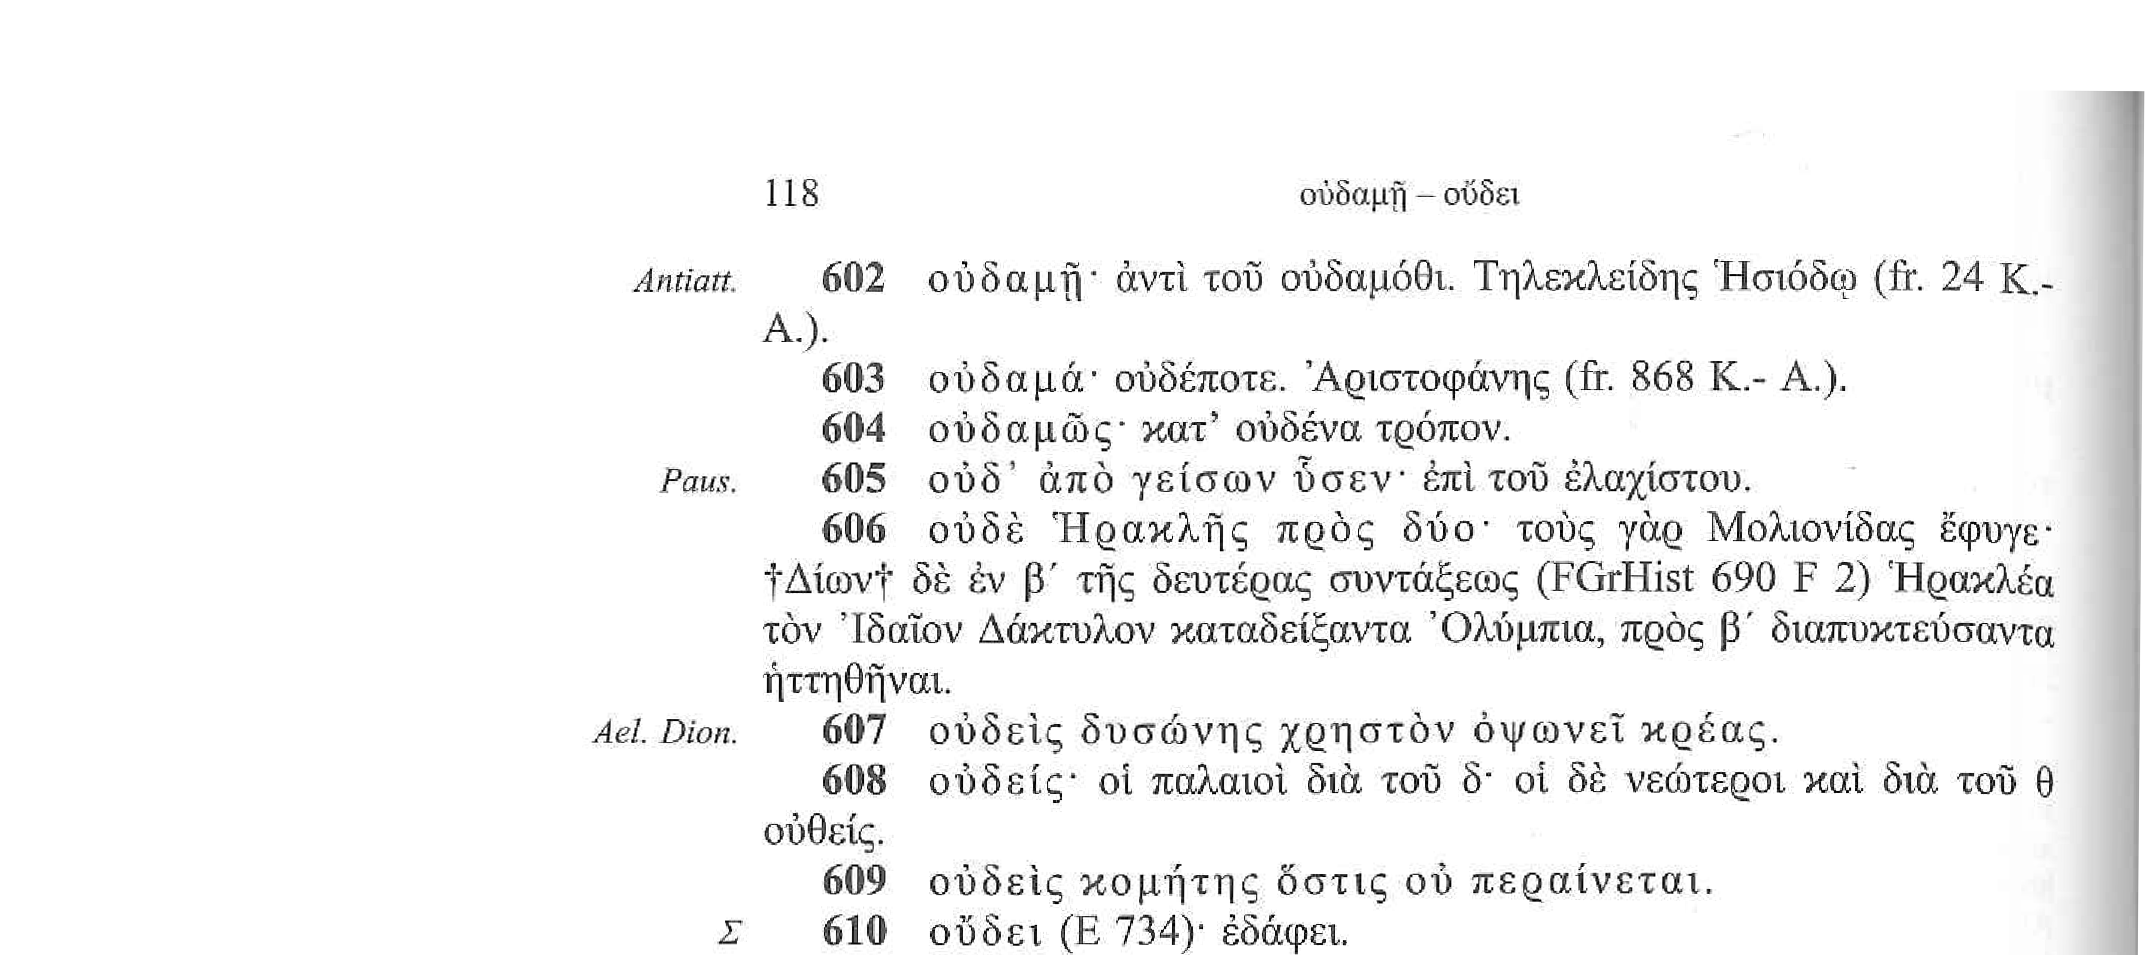 118 οὐδαμῇ – οὔδει
Antiatt. 602 οὐδαμῇ· ἀντὶ τοῦ οὐδαμόθι. Τηλεκλείδης Ἡσιόδῳ (fr. 24 K.-
A.).
603 οὐδαμά· οὐδέποτε. Ἀριστοφάνης (fr. 868 K.- A.).
604 οὐδαμῶς· κατ’ οὐδένα τρόπον.
Paus. 605 οὐδ’ ἀπὸ γείσων ὗσεν· ἐπὶ τοῦ ἐλαχίστου.
606 οὐδὲ Ἡρακλῆς πρὸς δύο· τοὺς γὰρ Μολιονίδας ἔφυγε·
†Δίων† δὲ ἐν β΄ τῆς δευτέρας συντάξεως (FGrHist 690 F 2) Ἡρακλέα
τὸν Ἰδαῖον Δάκτυλον καταδείξαντα Ὀλύμπια, πρὸς β΄ διαπυκτεύσαντα
ἡττηθῆναι.
Ael. Dion. 607 οὐδεὶς δυσώνης χρηστὸν ὀψωνεῖ κρέας.
608 οὐδείς· οἱ παλαιοὶ διὰ τοῦ δ· οἱ δὲ νεώτεροι καὶ διὰ τοῦ θ
οὐθείς.
609 οὐδεὶς κομήτης ὅστις οὐ περαίνεται.
Σ 610 οὔδει (Ε 734)· ἐδάφει.